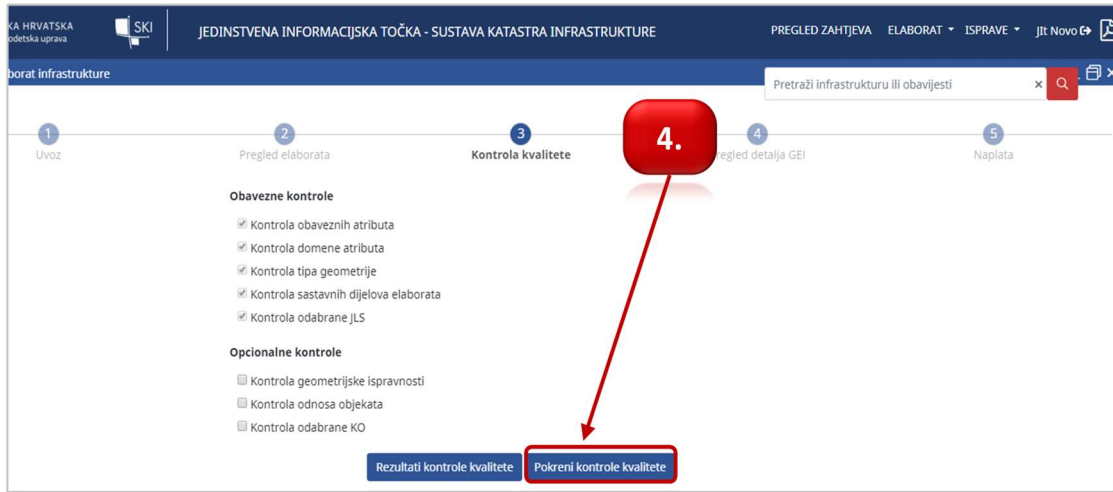 KA HRVATSKA
odetska uprava
SKI
JEDINSTVENA INFORMACIJSKA TOČKA - SUSTAVA KATASTRA INFRASTRUKTURE
PREGLED ZAHTJEVA ELABORAT ISPRAVE JIt Novo
borat infrastrukture
Pretraži infrastrukturu ili obavijesti x
1 2 3 4 5
Uvoz Pregled elaborata Kontrola kvalitete regled detalja GEI Naplata
4.
Obavezne kontrole
Kontrola obaveznih atributa
Kontrola domene atributa
Kontrola tipa geometrije
Kontrola sastavnih dijelova elaborata
Kontrola odabrane JLS
Opcionalne kontrole
Kontrola geometrijske ispravnosti
Kontrola odnosa objekata
Kontrola odabrane KO
Rezultati kontrole kvalitete Pokreni kontrole kvalitete